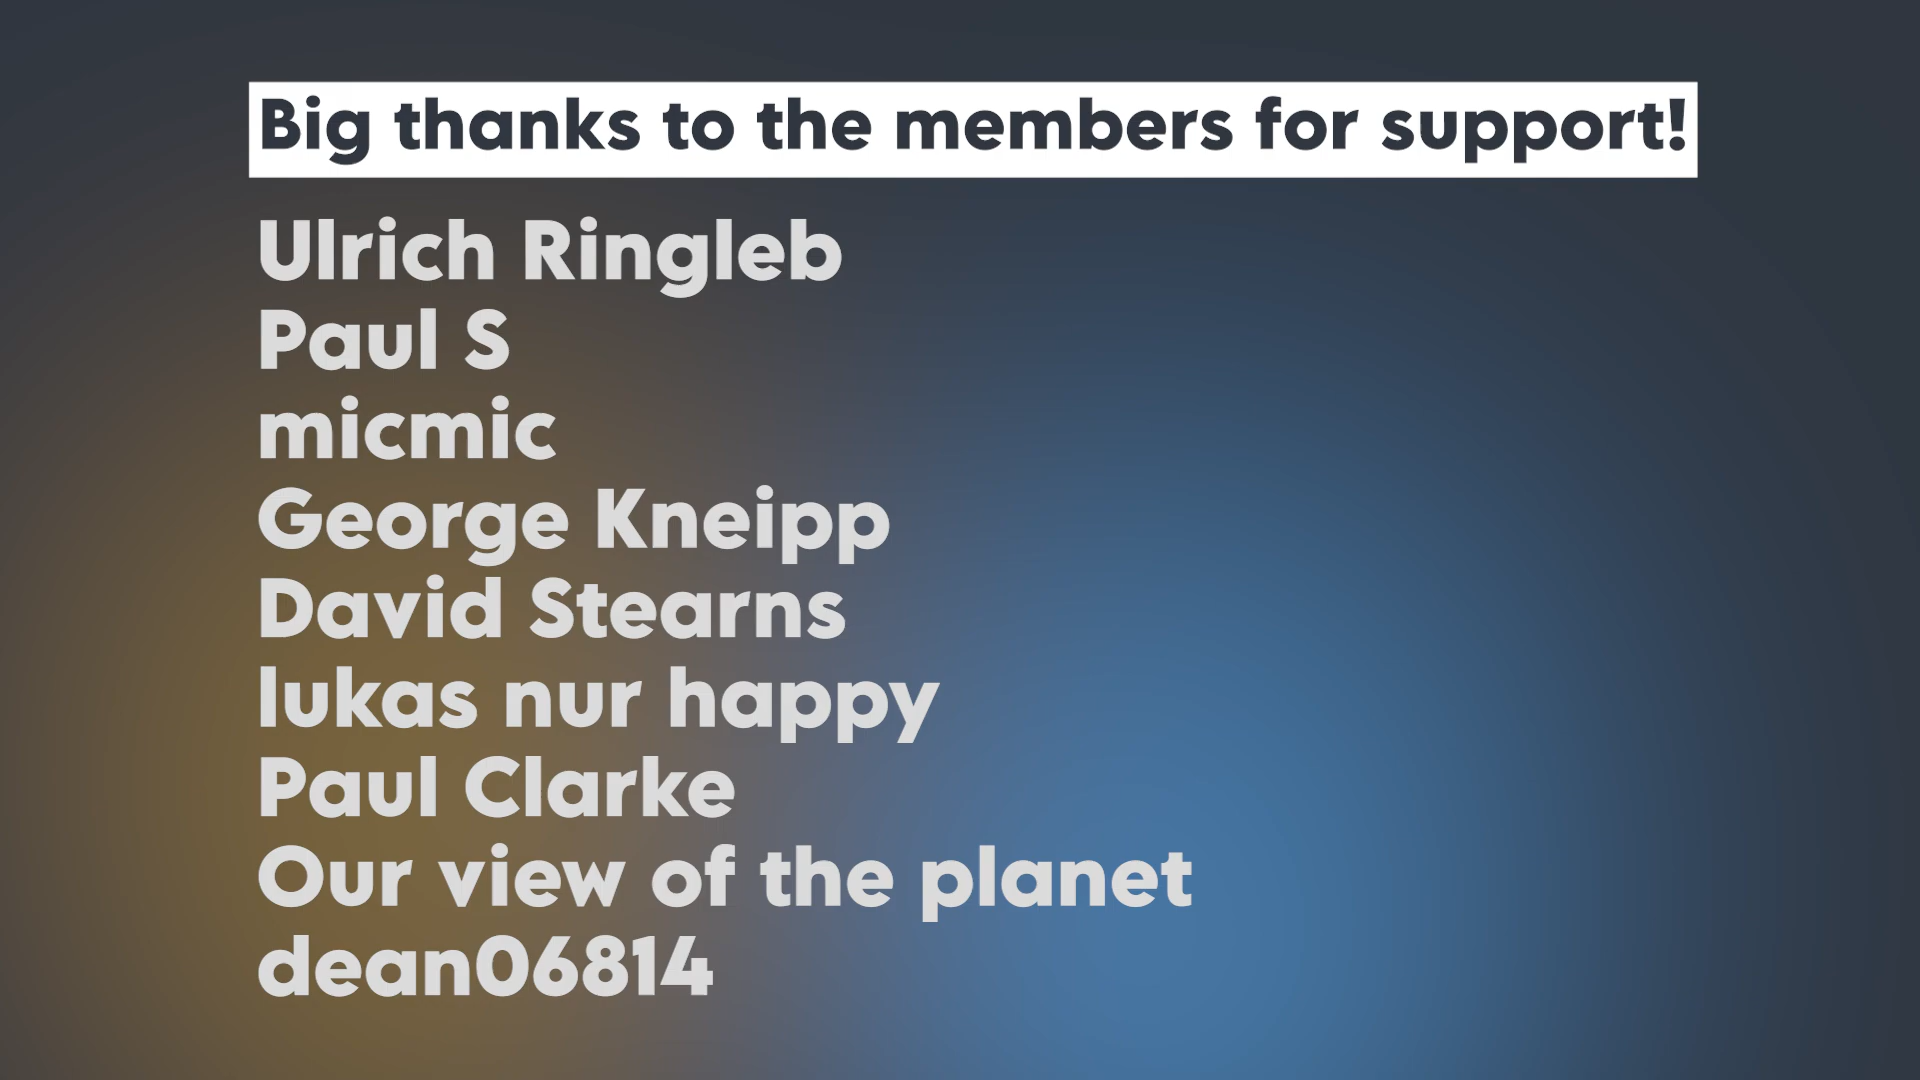 Big thanks to the members for support!
Ulrich Ringleb
Paul S
micmic
George Kneipp
David Stearns
lukas nur happy
Paul Clarke
Our view of the planet
dean06814